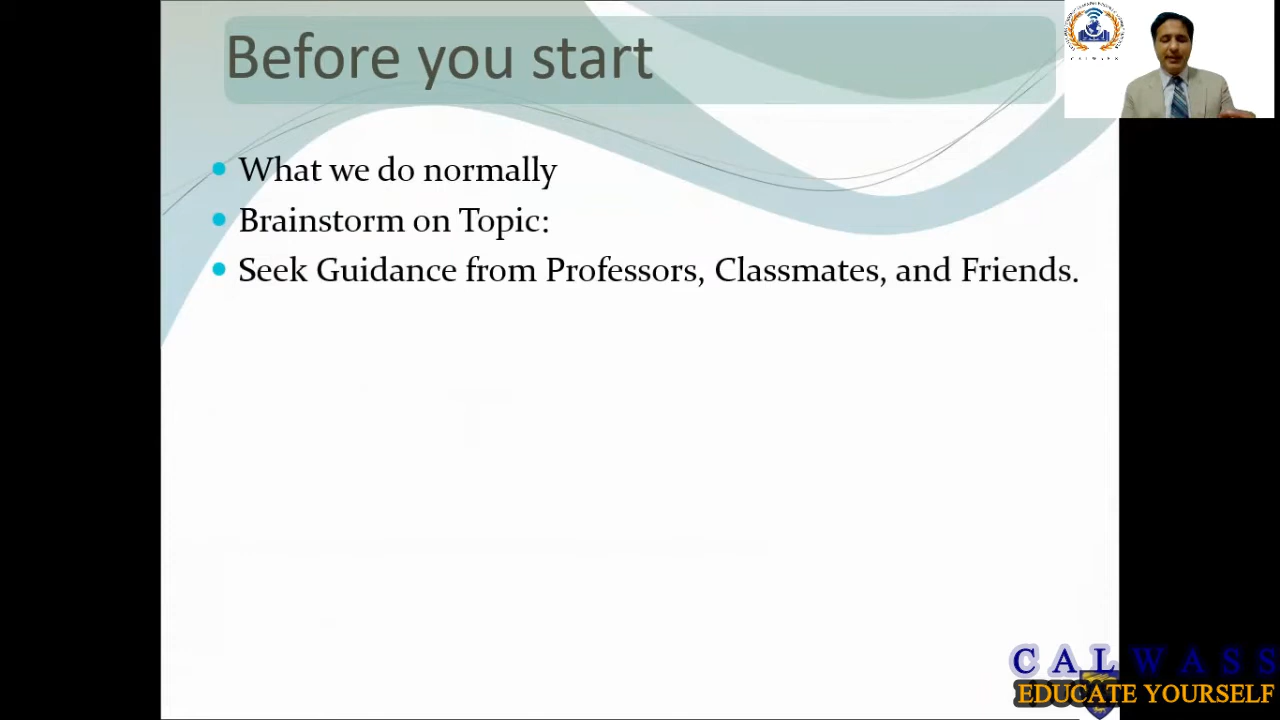 Before you start
What we do normally
Brainstorm on Topic:
Seek Guidance from Professors, Classmates, and Friends.
C A L W A S S
C A L W A S S
EDUCATE YOURSELF